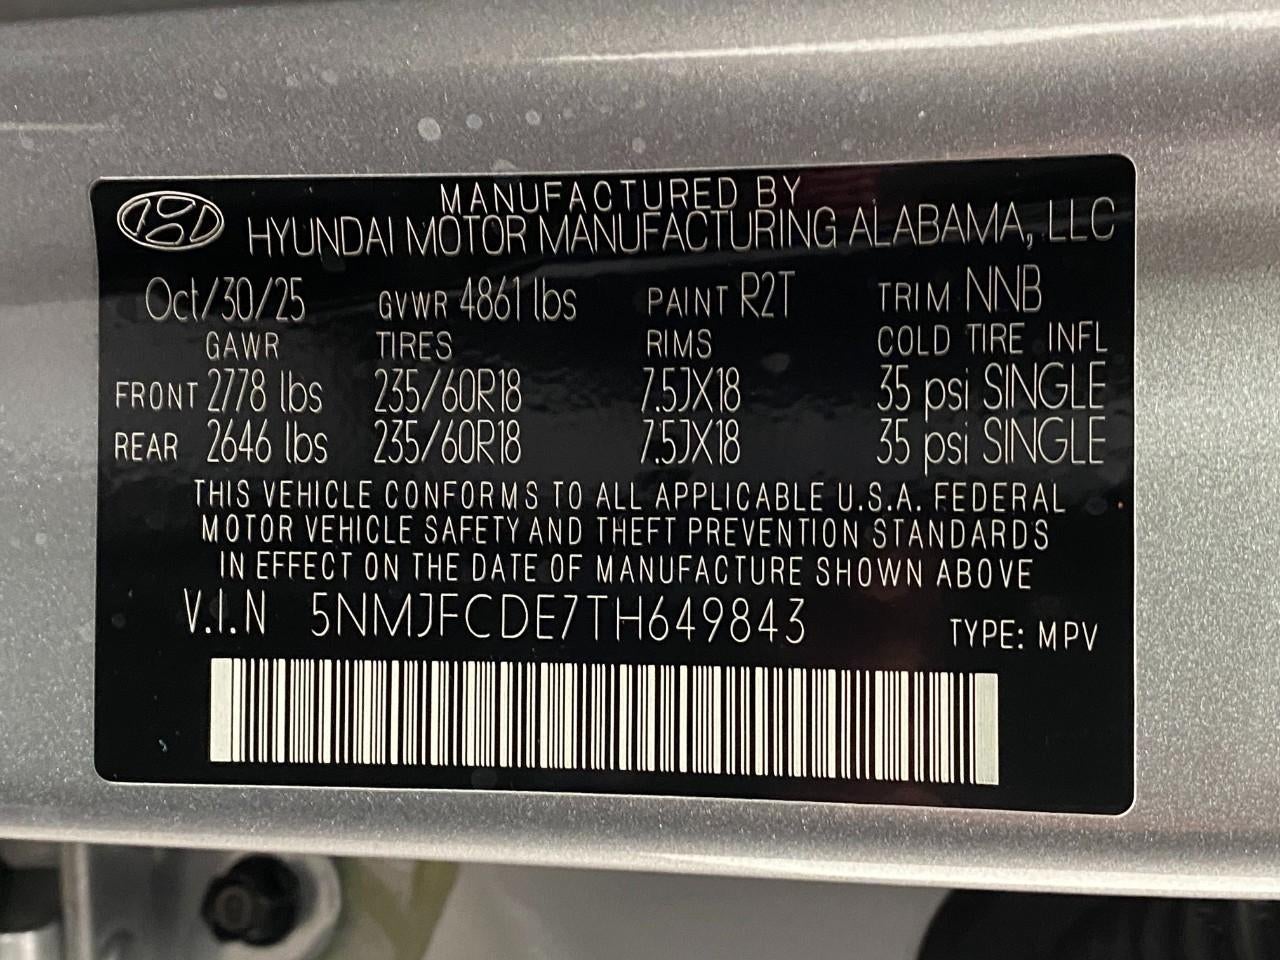 MANUFACTURED BY
HYUNDAI MOTOR MANUFACTURING ALABAMA, LLC
Oct/30/25 GVWR 4861 lbs PAINT R2T TRIM NNB
GAWR TIRES RIMS COLD TIRE INFL
FRONT 2778 lbs 235/60R18 7.5JX18 35 psi SINGLE
REAR 2646 lbs 235/60R18 7.5JX18 35 psi SINGLE
THIS VEHICLE CONFORMS TO ALL APPLICABLE U.S.A. FEDERAL
MOTOR VEHICLE SAFETY AND THEFT PREVENTION STANDARDS
IN EFFECT ON THE DATE OF MANUFACTURE SHOWN ABOVE
V.I.N 5NMJFCDE7TH649843 TYPE: MPV